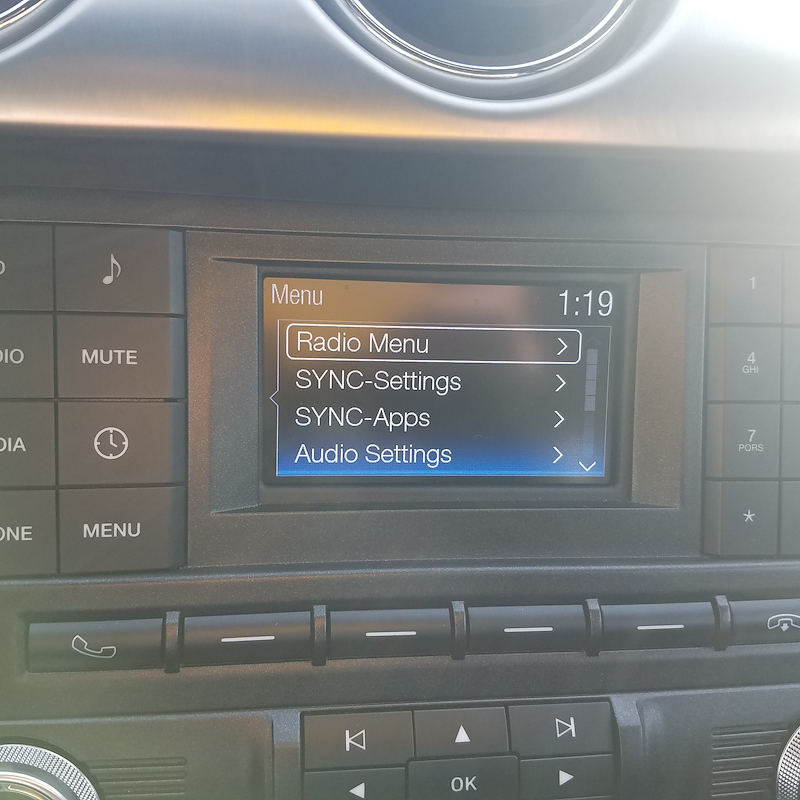 Menu
1:19
Radio Menu
SYNC-Settings
SYNC-Apps
Audio Settings
MUTE
MENU
1
4
GHI
7
PQRS
*
OK